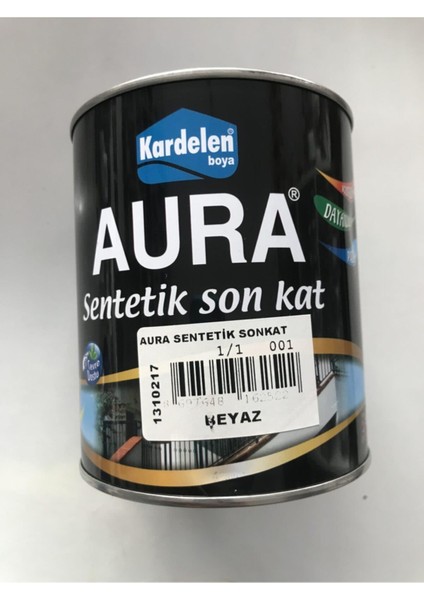 Kardelen®
boya
AURA®
Sentetik son kat
AURA SENTETİK SONKAT
1/1 001
1310217
BEYAZ